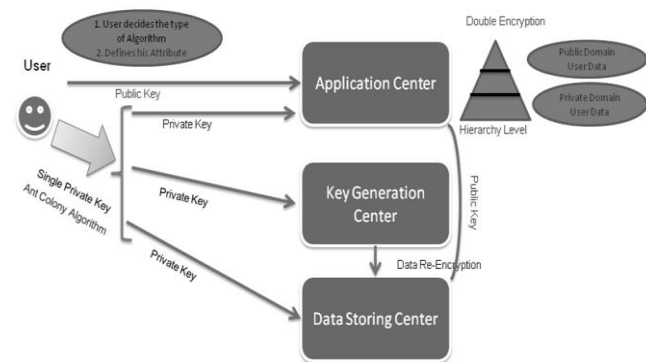 1. User decides the type
of Algorithm
2. Defines his Attribute
User
Public Key
Private Key
Single Private Key
Ant Colony Algorithm
Private Key
Private Key
Application Center
Key Generation
Center
Data Re-Encryption
Data Storing Center
Public Key
Double Encryption
Hierarchy Level
Public Domain
User Data
Private Domain
User Data